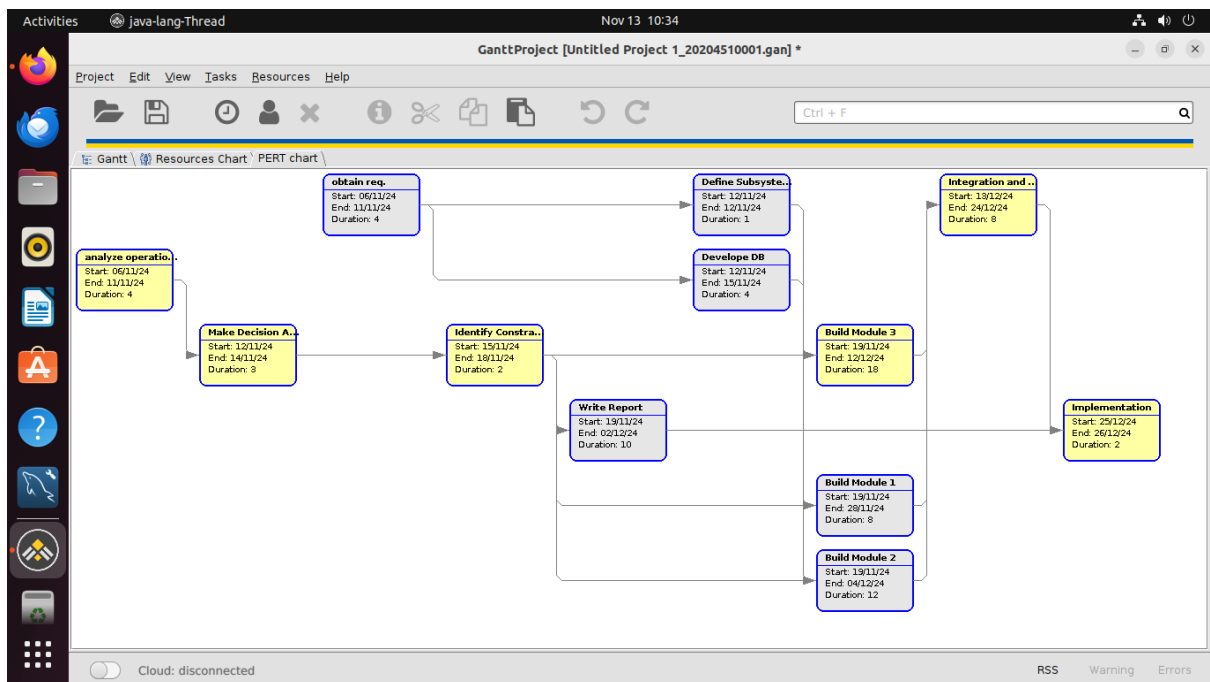 Activities java-lang-Thread Nov 13 10:34
GanttProject [Untitled Project 1_20204510001.gan] *
Project Edit View Tasks Resources Help
Ctrl + F
Gantt Resources Chart PERT chart
obtain req.
Start: 06/11/24
End: 11/11/24
Duration: 4
Define Subsyste...
Start: 12/11/24
End: 12/11/24
Duration: 1
Integration and ...
Start: 13/12/24
End: 24/12/24
Duration: 8
analyze operatio...
Start: 06/11/24
End: 11/11/24
Duration: 4
Develope DB
Start: 12/11/24
End: 15/11/24
Duration: 4
Make Decision A...
Start: 12/11/24
End: 14/11/24
Duration: 3
Identify Constra...
Start: 15/11/24
End: 18/11/24
Duration: 2
Build Module 3
Start: 19/11/24
End: 12/12/24
Duration: 18
Write Report
Start: 19/11/24
End: 02/12/24
Duration: 10
Implementation
Start: 25/12/24
End: 26/12/24
Duration: 2
Build Module 1
Start: 19/11/24
End: 28/11/24
Duration: 8
Build Module 2
Start: 19/11/24
End: 04/12/24
Duration: 12
Cloud: disconnected RSS Warning Errors